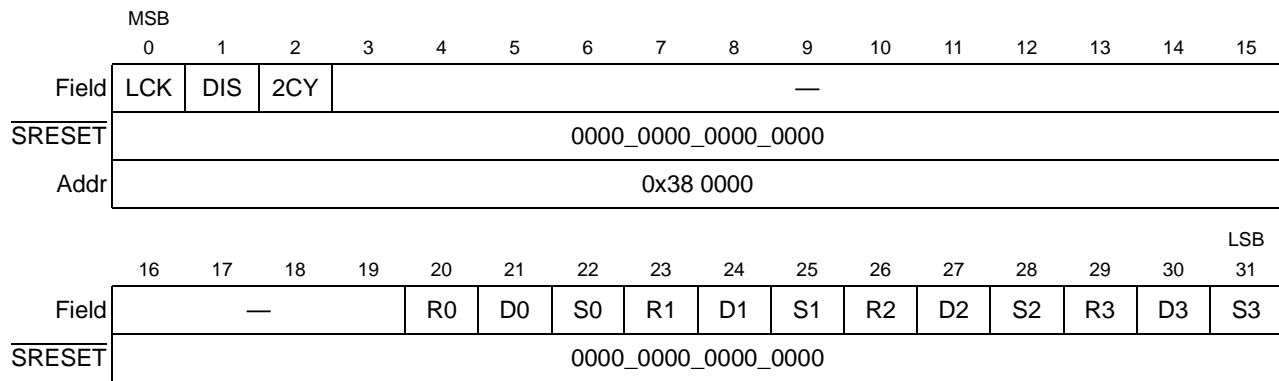 MSB
0 1 2 3 4 5 6 7 8 9 10 11 12 13 14 15
Field LCK DIS 2CY —
SRESET 0000_0000_0000_0000
Addr 0x38 0000
LSB
16 17 18 19 20 21 22 23 24 25 26 27 28 29 30 31
Field — R0 D0 S0 R1 D1 S1 R2 D2 S2 R3 D3 S3
SRESET 0000_0000_0000_0000